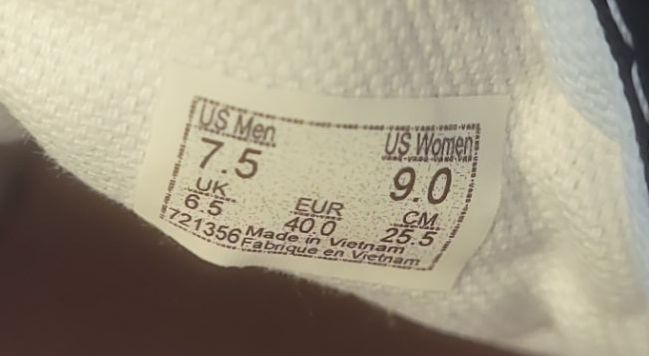 US Men US Women
7.5 9.0
UK EUR CM
6.5 40.0 25.5
721356 Made in Vietnam
Fabrique en Vietnam